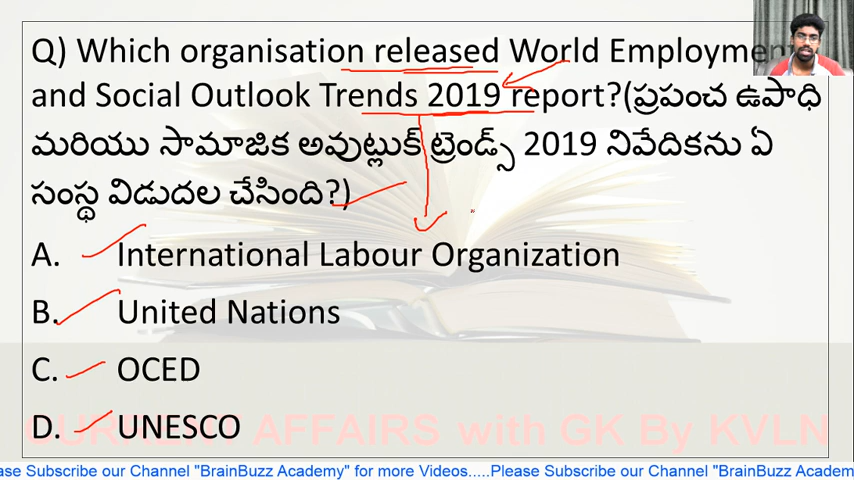 Q) Which organisation released World Employment
and Social Outlook Trends 2019 report?(ప్రపంచ ఉపాధి
మరియు సామాజిక అవుట్లుక్ ట్రెండ్స్ 2019 నివేదికను ఏ
సంస్థ విడుదల చేసింది?)
A. International Labour Organization
B. United Nations
C. OCED
D. UNESCO
CURRENT AFFAIRS with GK By KVLN
ase Subscribe our Channel "BrainBuzz Academy" for more Videos.....Please Subscribe our Channel "BrainBuzz Academ